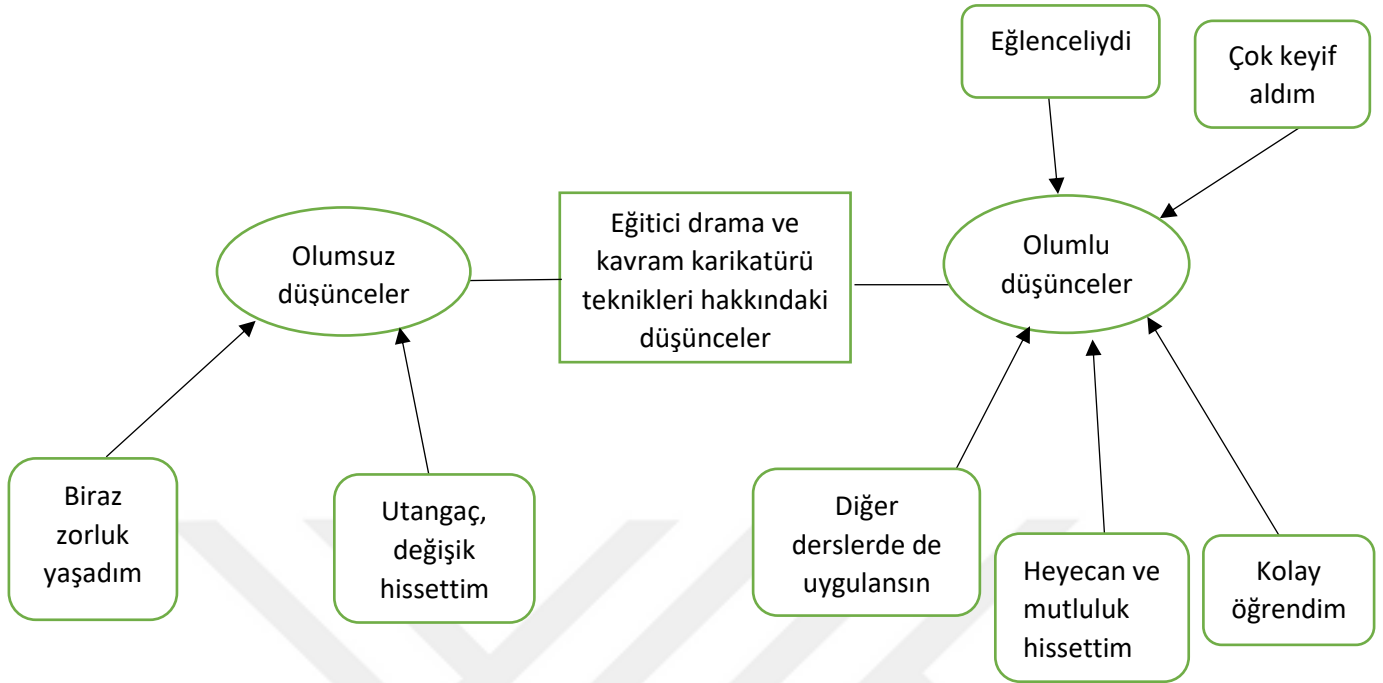 Eğlenceliydi
Çok keyif
aldım
Olumsuz
düşünceler
Eğitici drama ve
kavram karikatürü
teknikleri hakkındaki
düşünceler
Olumlu
düşünceler
Biraz
zorluk
yaşadım
Utangaç,
değişik
hissettim
Diğer
derslerde de
uygulansın
Heyecan ve
mutluluk
hissettim
Kolay
öğrendim